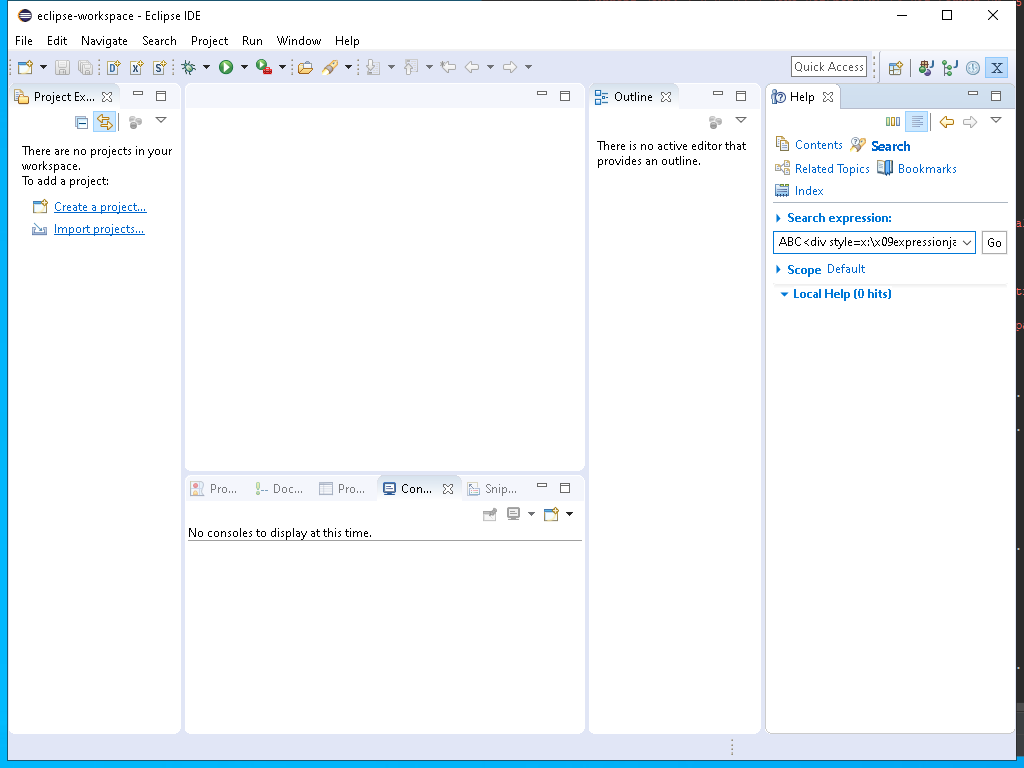 eclipse-workspace - Eclipse IDE
File Edit Navigate Search Project Run Window Help
Quick Access
Project Ex...
There are no projects in your
workspace.
To add a project:
Create a project...
Import projects...
Outline
There is no active editor that
provides an outline.
Help
Contents Search
Related Topics Bookmarks
Index
Search expression:
ABC<div style=x:\x09expressionja Go
Scope Default
Local Help (0 hits)
Pro... Doc... Pro... Con... Snip...
No consoles to display at this time.